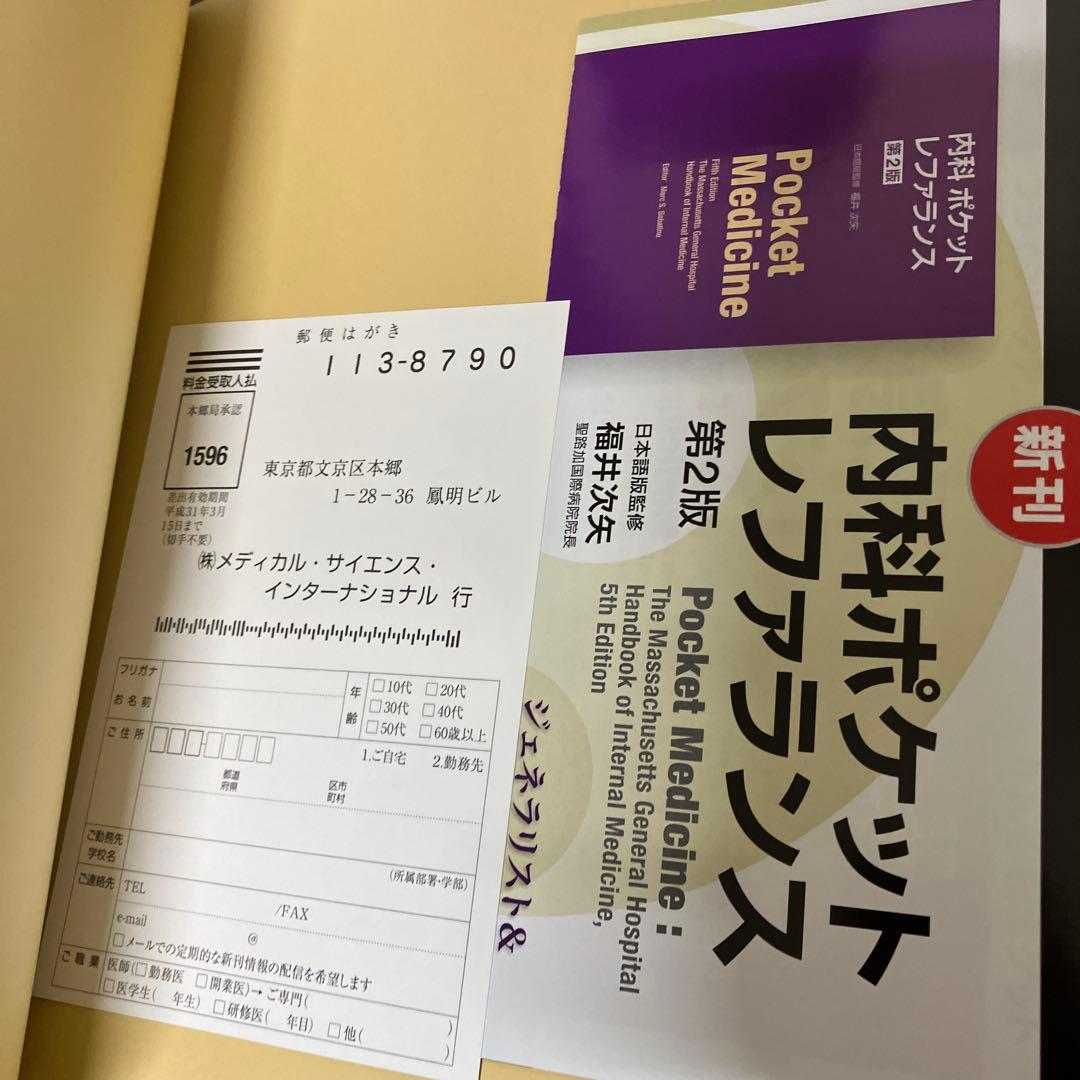 郵便はがき
113-8790
料金受取人払
本郷局承認
1596
差出有効期間
平成31年3月
15日まで
(切手不要)
東京都文京区本郷
1-28-36 鳳明ビル
㈱メディカル・サイエンス・
インターナショナル 行
フリガナ
お名前
年齢
□10代 □20代
□30代 □40代
□50代 □60歳以上
ご住所
1.ご自宅 2.勤務先
都道
府県
区市
町村
ご勤務先
学校名
(所属部署・学部)
ご連絡先
TEL
/FAX
e-mail
@
□メールでの定期的な新刊情報の配信を希望します
ご職業
医師(□勤務医 □開業医)→ご専門( )
□医学生( 年生) □研修医( 年目) □他( )
内科 ポケット
レファランス
第2版
日本語版監修 福井 次矢
Pocket
Medicine
Fifth Edition
The Massachusetts General Hospital
Handbook of Internal Medicine
Editor Marc S. Sabatine
新刊
内科ポケット
レファランス
第2版
日本語版監修
福井次矢
聖路加国際病院院長
Pocket Medicine :
The Massachusetts General Hospital
Handbook of Internal Medicine,
5th Edition
ジェネラリスト&